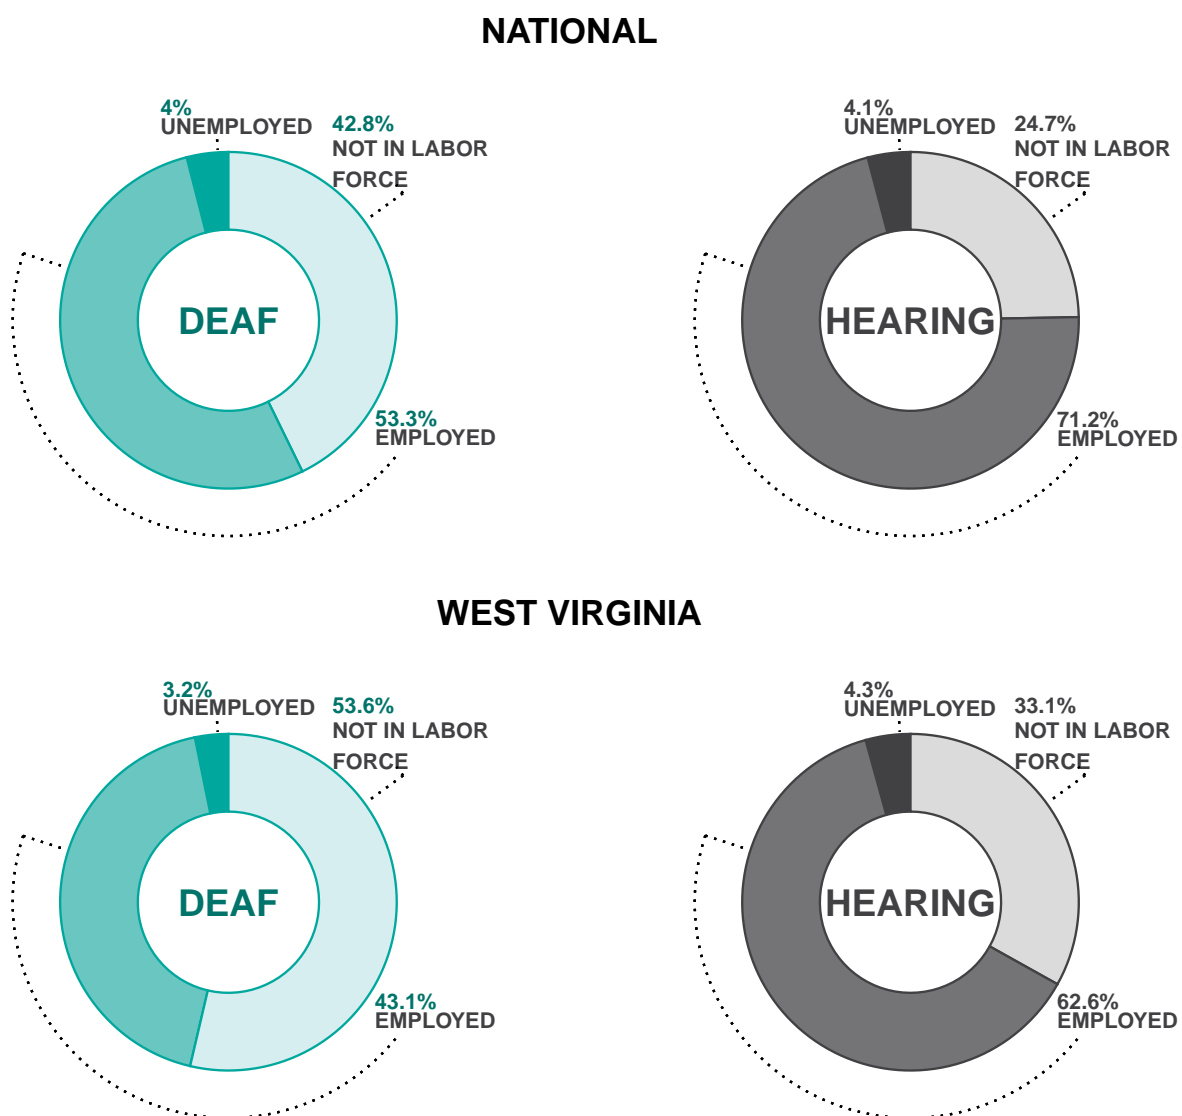 NATIONAL
4%
UNEMPLOYED
42.8%
NOT IN LABOR
FORCE
DEAF
53.3%
EMPLOYED
4.1%
UNEMPLOYED
24.7%
NOT IN LABOR
FORCE
HEARING
71.2%
EMPLOYED
WEST VIRGINIA
3.2%
UNEMPLOYED
53.6%
NOT IN LABOR
FORCE
DEAF
43.1%
EMPLOYED
4.3%
UNEMPLOYED
33.1%
NOT IN LABOR
FORCE
HEARING
62.6%
EMPLOYED